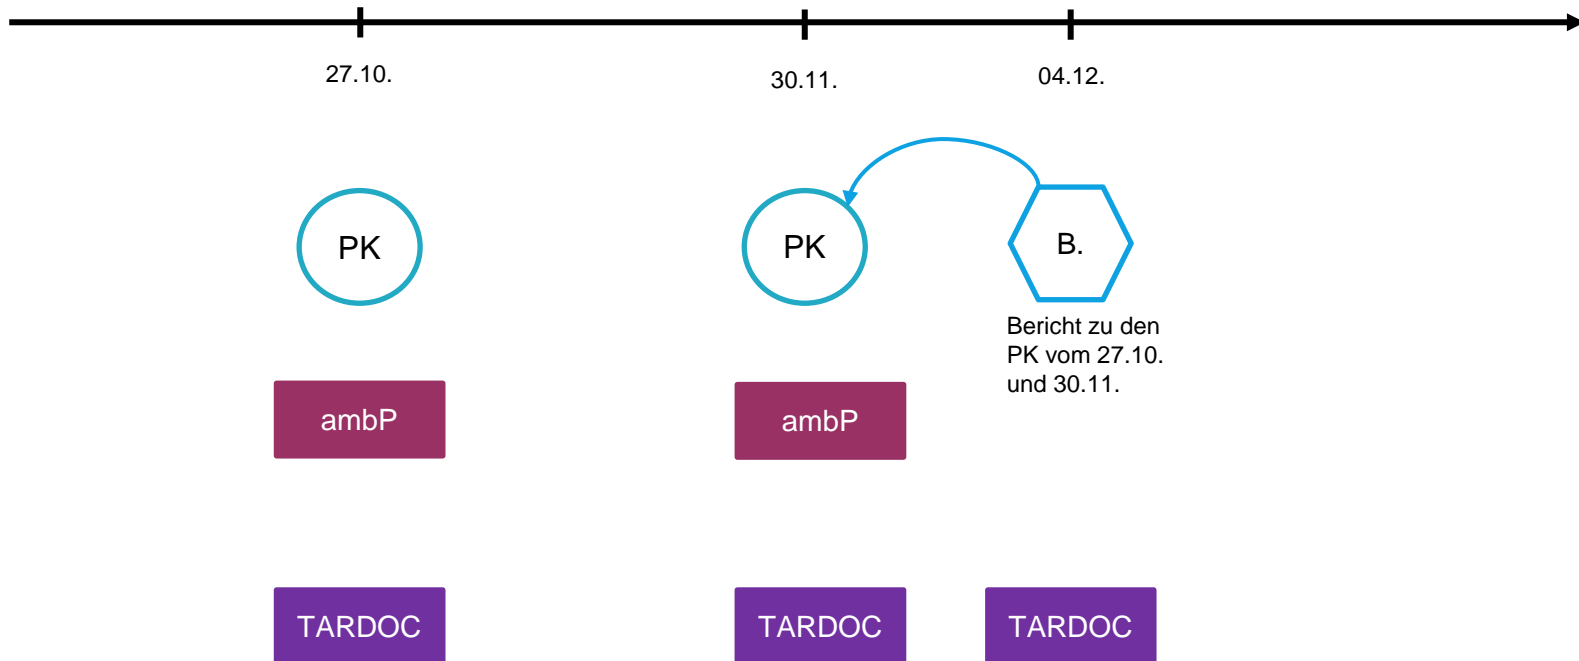 27.10.
30.11.
04.12.
PK
PK
B.
Bericht zu den
PK vom 27.10.
und 30.11.
ambP
ambP
TARDOC
TARDOC
TARDOC